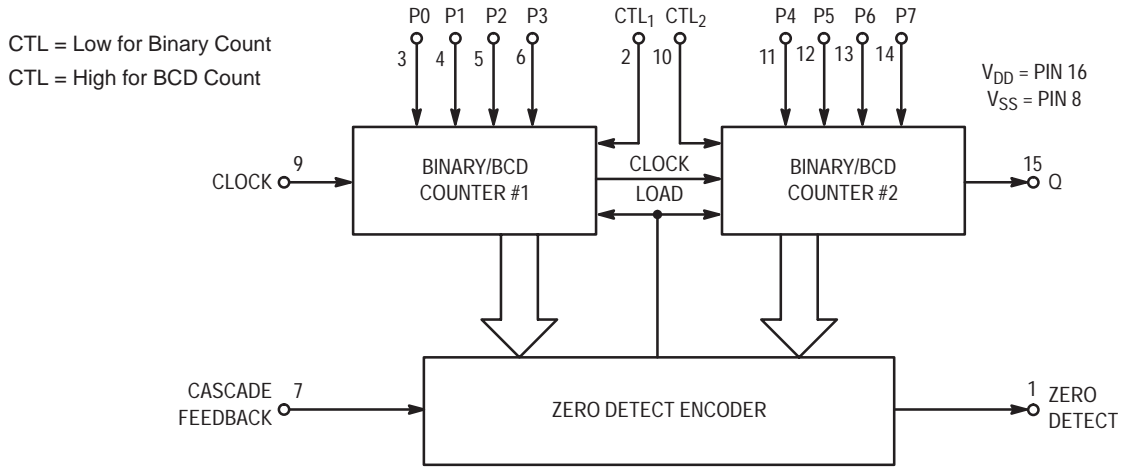 P0 P1 P2 P3 CTL1 CTL2 P4 P5 P6 P7
CTL = Low for Binary Count
CTL = High for BCD Count
3 4 5 6 2 10 11 12 13 14
VDD = PIN 16
VSS = PIN 8
CLOCK 9
BINARY/BCD
COUNTER #1
CLOCK
LOAD
BINARY/BCD
COUNTER #2
15
Q
CASCADE
FEEDBACK
7
ZERO DETECT ENCODER
1
ZERO
DETECT